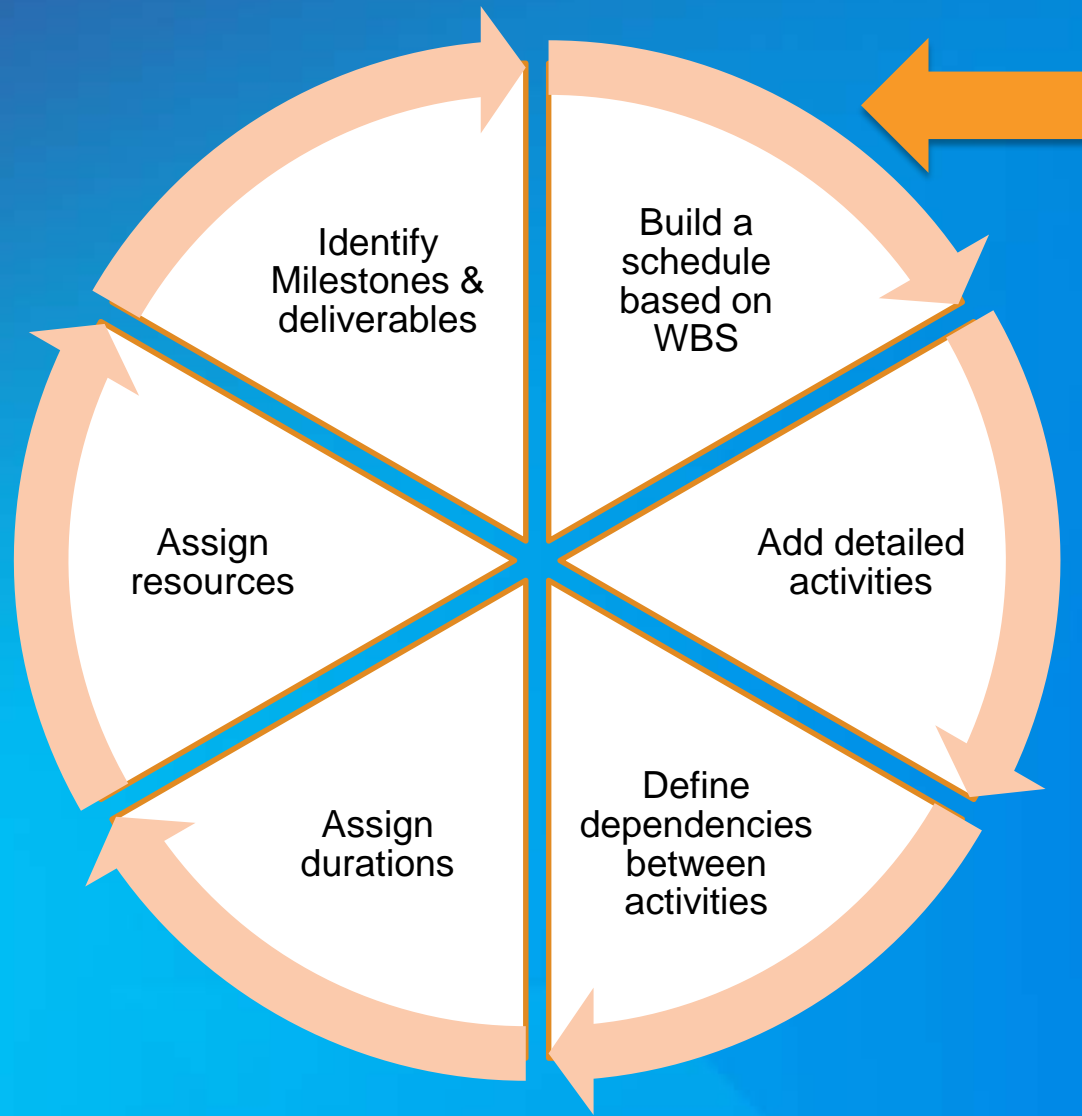 Build a
schedule
based on
WBS
Add detailed
activities
Define
dependencies
between
activities
Assign
durations
Assign
resources
Identify
Milestones &
deliverables